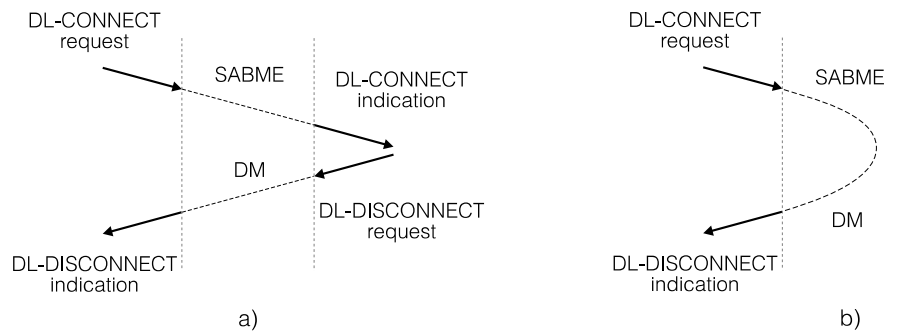 DL-CONNECT
request
SABME
DL-CONNECT
indication
DM
DL-DISCONNECT
request
DL-DISCONNECT
indication
a)
DL-CONNECT
request
SABME
DM
DL-DISCONNECT
indication
b)